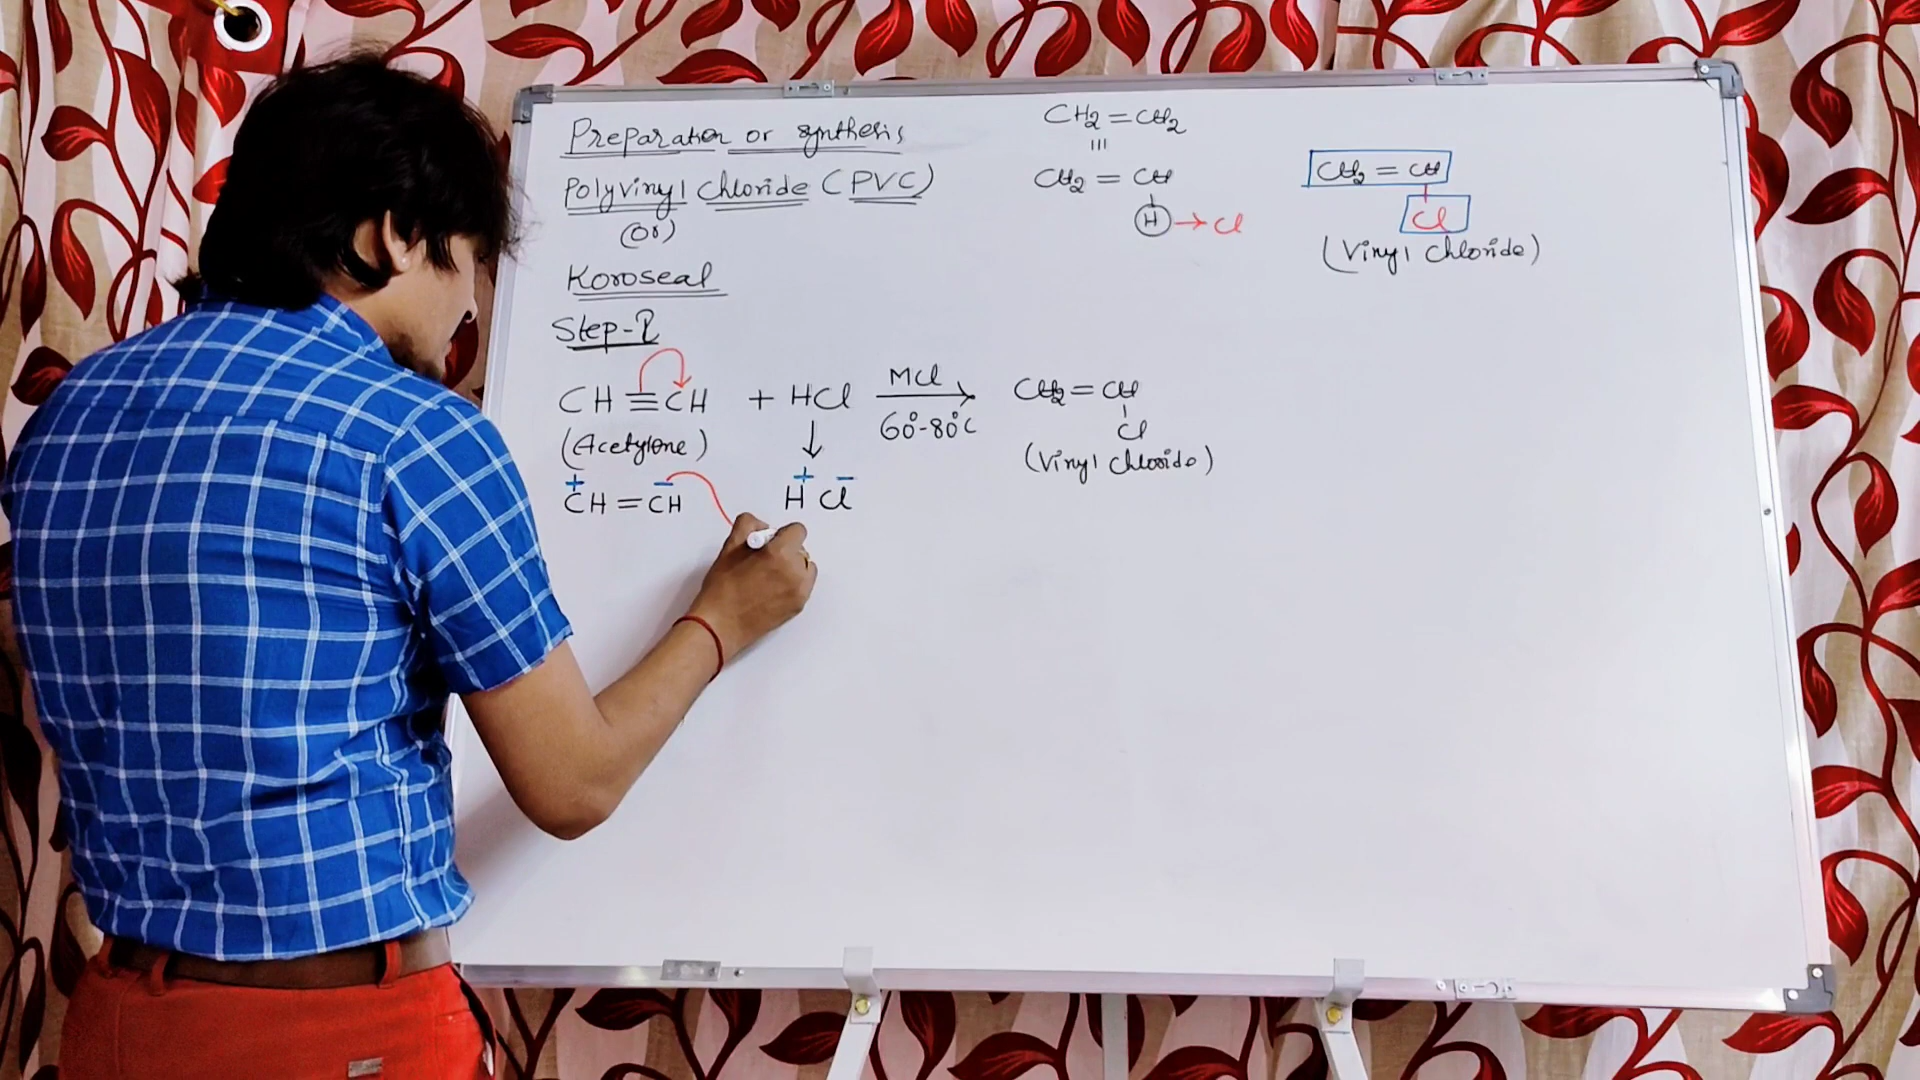 Preparation or synthesis
Polyvinyl Chloride (PVC)
(Or)
Koroseal
Step-I
CH≡CH + HCl MCl 60°-80°C CH2=CH
Cl
(Acetylene)
(Vinyl chloride)
+ - + -
CH=CH H Cl
CH2=CH2
|||
CH2=CH
H→Cl
CH2=CH
Cl
(Vinyl chloride)